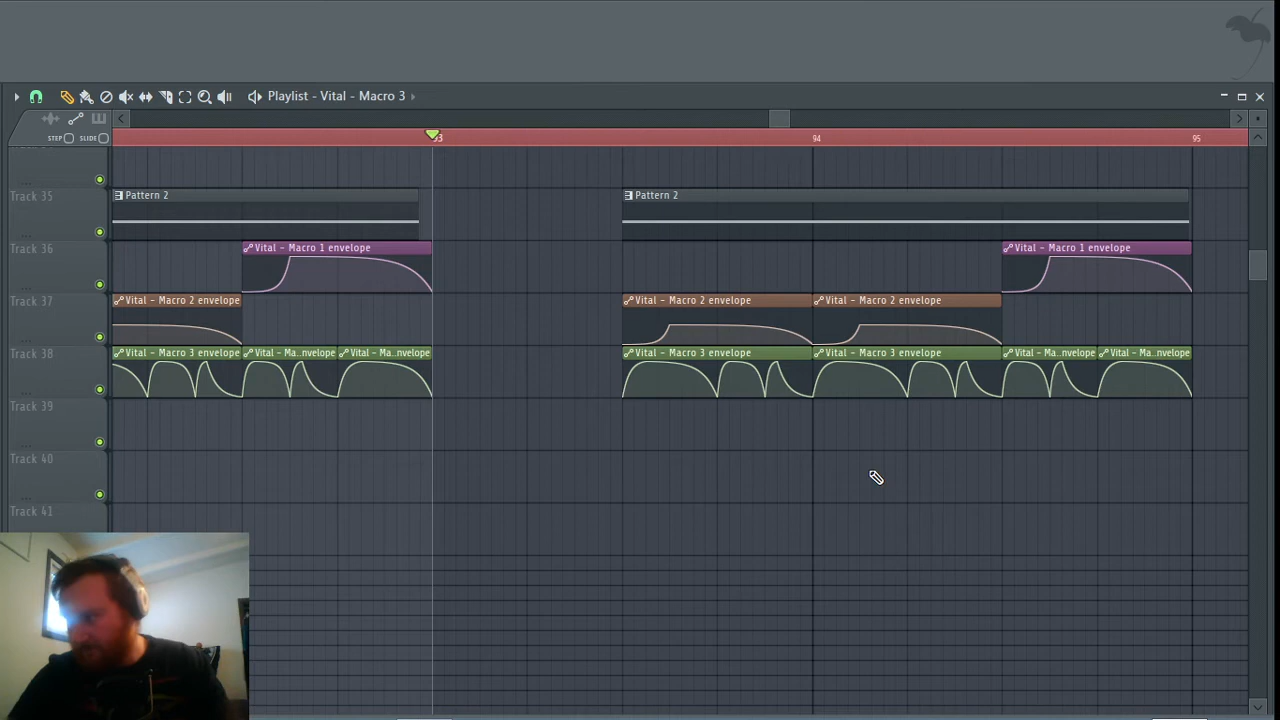 Playlist - Vital - Macro 3
STEP SLIDE
94 95
Track 35 Pattern 2 Pattern 2
Track 36 Vital - Macro 1 envelope Vital - Macro 1 envelope
Track 37 Vital - Macro 2 envelope Vital - Macro 2 envelope Vital - Macro 2 envelope
Track 38 Vital - Macro 3 envelope Vital - Ma..nvelope Vital - Ma..nvelope Vital - Macro 3 envelope Vital - Macro 3 envelope Vital - Ma..nvelope Vital - Ma..nvelope
Track 39
Track 40
Track 41